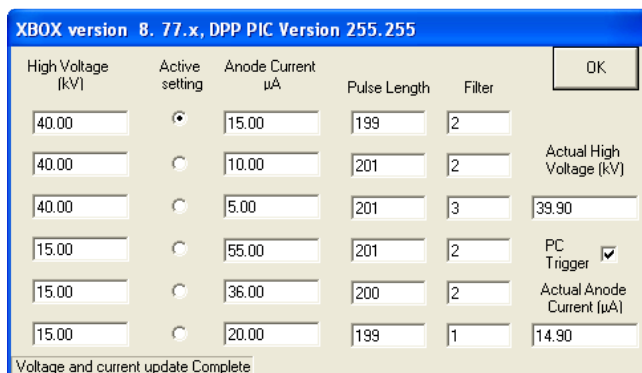 XBOX version 8. 77.x, DPP PIC Version 255.255
High Voltage (kV) Active setting Anode Current µA Pulse Length Filter OK
40.00 15.00 199 2
40.00 10.00 201 2 Actual High Voltage (kV)
40.00 5.00 201 3 39.90
15.00 55.00 201 2 PC Trigger
15.00 36.00 200 2 Actual Anode Current (µA)
15.00 20.00 199 1 14.90
Voltage and current update Complete